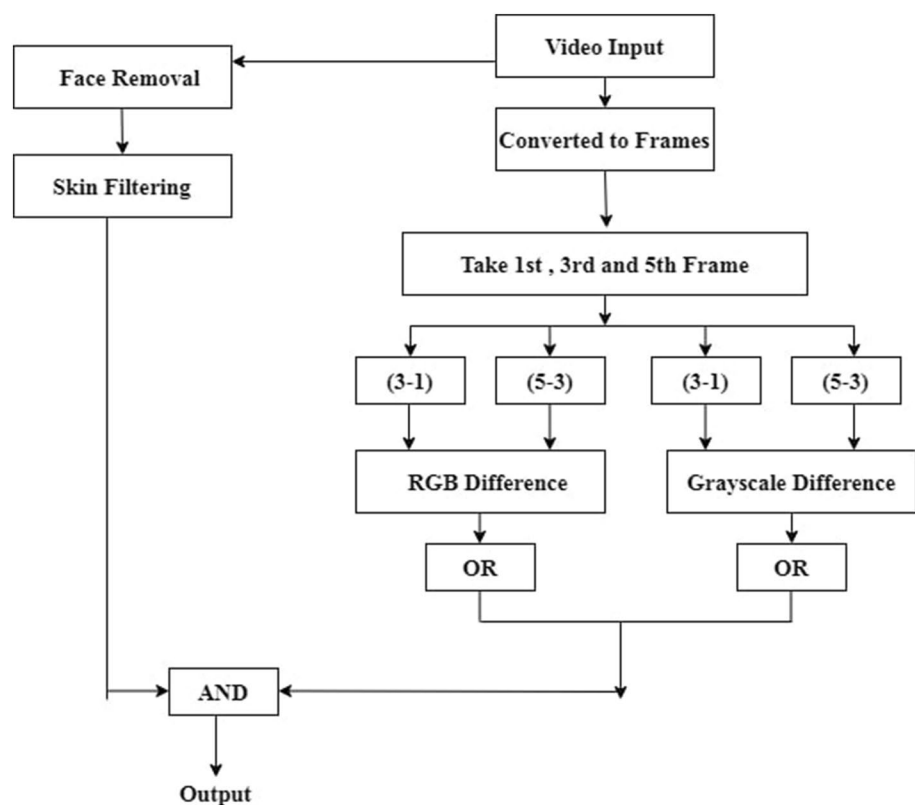 Video Input
Face Removal
Converted to Frames
Skin Filtering
Take 1st , 3rd and 5th Frame
(3-1)
(5-3)
(3-1)
(5-3)
RGB Difference
Grayscale Difference
OR
OR
AND
Output